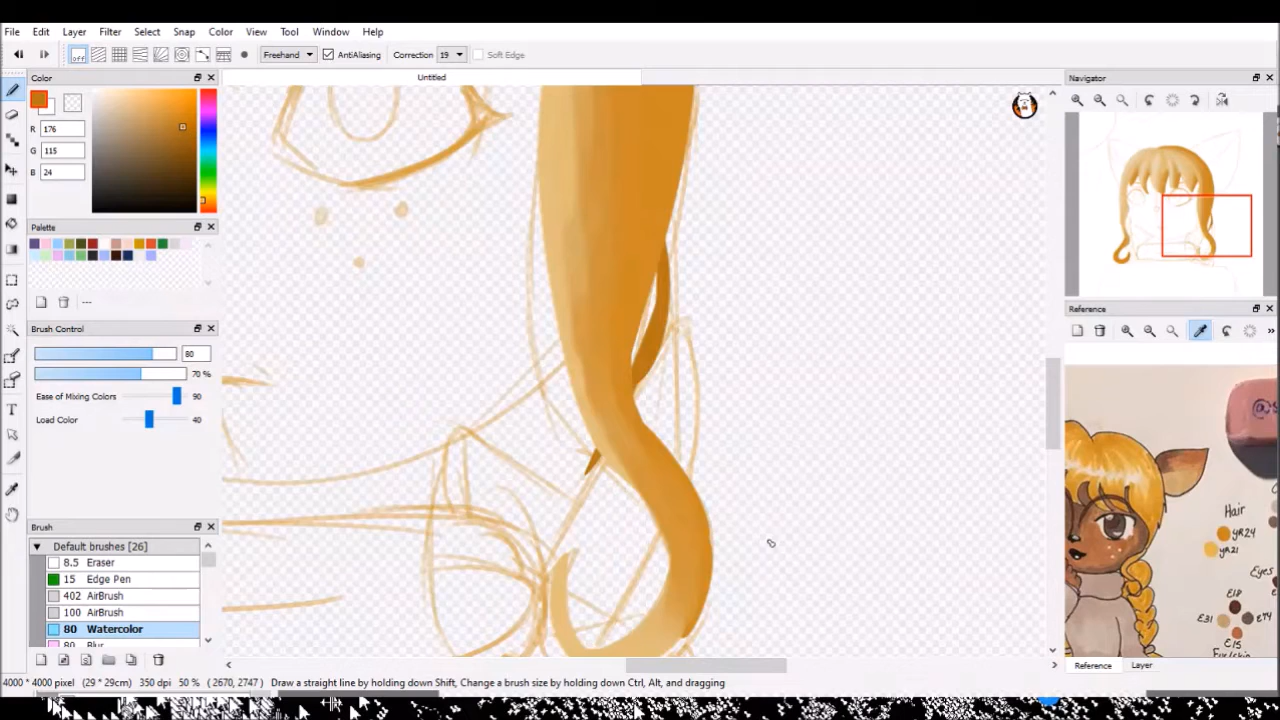 File Edit Layer Filter Select Snap Color View Tool Window Help
off Freehand AntiAliasing Correction 19 Soft Edge
Color
Untitled
Navigator
R 176
G 115
B 24
Palette
---
Reference
Brush Control
80
70 %
Ease of Mixing Colors 90
Load Color 40
Hair
YR24
YR21
Eyes
E18
E31
E74
E15
Brush
Default brushes [26]
8.5 Eraser
15 Edge Pen
402 AirBrush
100 AirBrush
80 Watercolor
80 Blur
Reference Layer
4000 * 4000 pixel (29 * 29cm) 350 dpi 50 % (2670, 2747) Draw a straight line by holding down Shift, Change a brush size by holding down Ctrl, Alt, and dragging